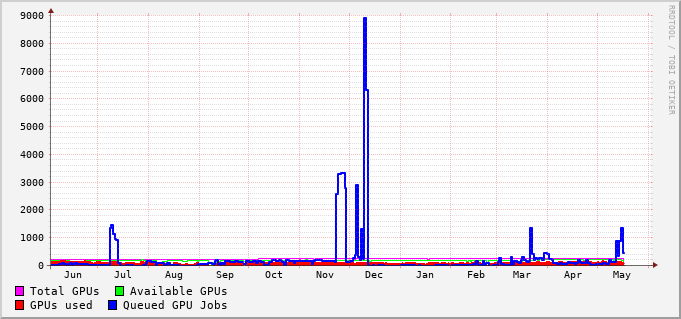 RRDTOOL / TOBI OETIKER
9000
8000
7000
6000
5000
4000
3000
2000
1000
0
Jun Jul Aug Sep Oct Nov Dec Jan Feb Mar Apr May
Total GPUs Available GPUs
GPUs used Queued GPU Jobs